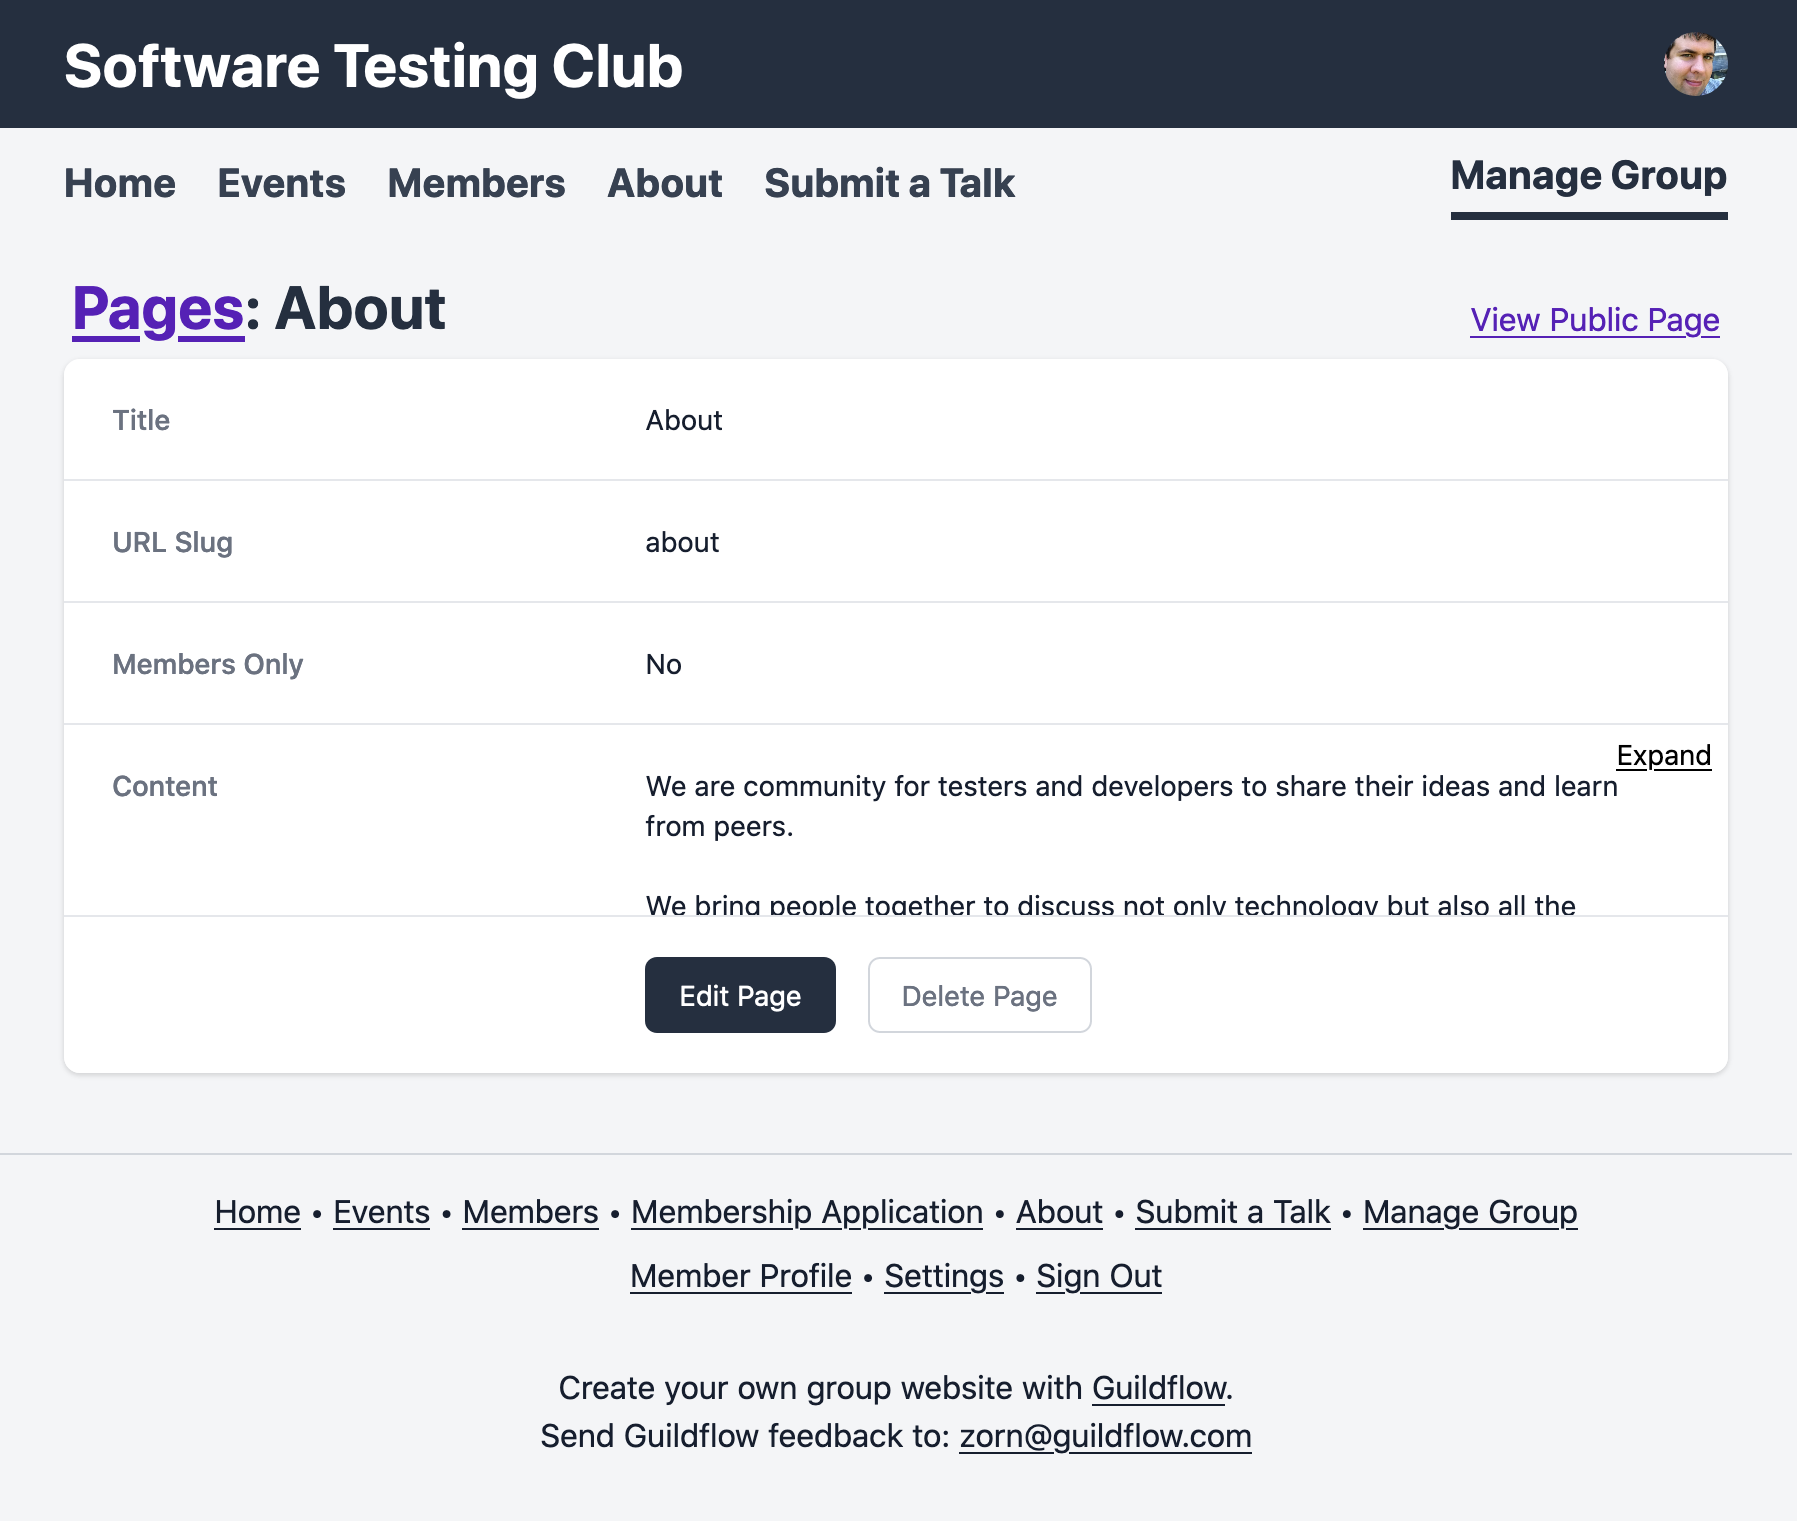 Software Testing Club
Home Events Members About Submit a Talk Manage Group
Pages: About
View Public Page
Title About
URL Slug about
Members Only No
Expand
Content We are community for testers and developers to share their ideas and learn
from peers.
We bring people together to discuss not only technology but also all the
Edit Page Delete Page
Home • Events • Members • Membership Application • About • Submit a Talk • Manage Group
Member Profile • Settings • Sign Out
Create your own group website with Guildflow.
Send Guildflow feedback to: zorn@guildflow.com